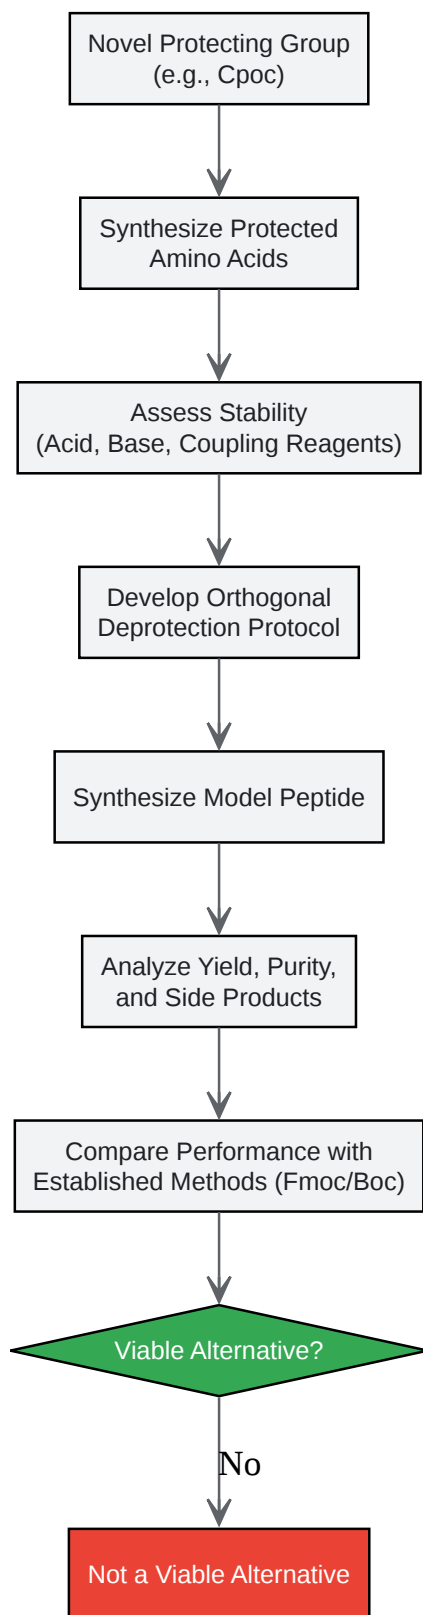 Novel Protecting Group
(e.g., Cpoc)
Synthesize Protected
Amino Acids
Assess Stability
(Acid, Base, Coupling Reagents)
Develop Orthogonal
Deprotection Protocol
Synthesize Model Peptide
Analyze Yield, Purity,
and Side Products
Compare Performance with
Established Methods (Fmoc/Boc)
Viable Alternative?
No
Not a Viable Alternative